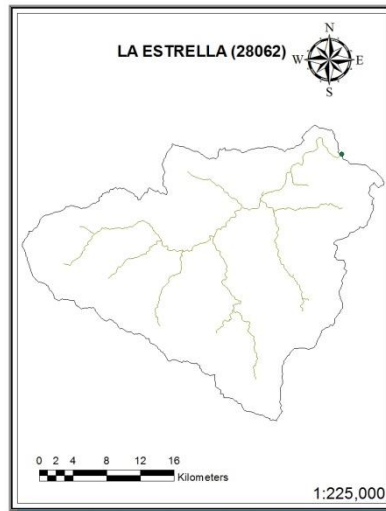 LA ESTRELLA (28062)
N
W E
S
0 2 4 8 12 16
Kilometers
1:225,000